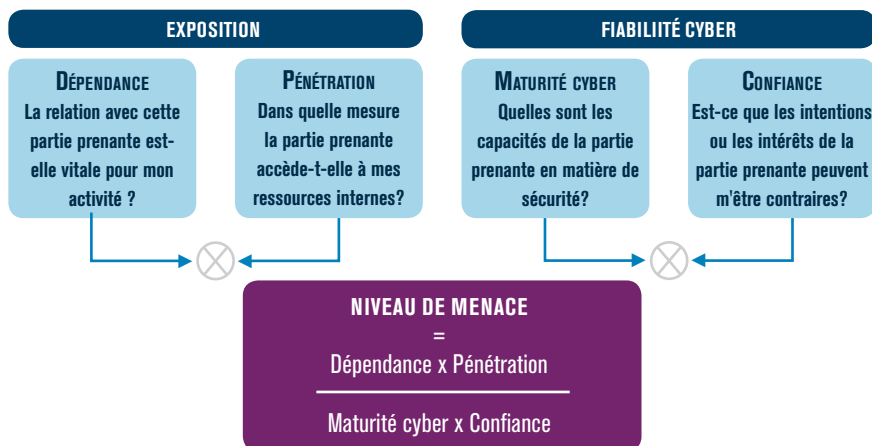 EXPOSITION
FIABILIITÉ CYBER
DÉPENDANCE
La relation avec cette
partie prenante est-
elle vitale pour mon
activité ?
PÉNÉTRATION
Dans quelle mesure
la partie prenante
accède-t-elle à mes
ressources internes?
MATURITÉ CYBER
Quelles sont les
capacités de la partie
prenante en matière de
sécurité?
CONFIANCE
Est-ce que les intentions
ou les intérêts de la
partie prenante peuvent
m'être contraires?
NIVEAU DE MENACE
=
Dépendance x Pénétration
Maturité cyber x Confiance